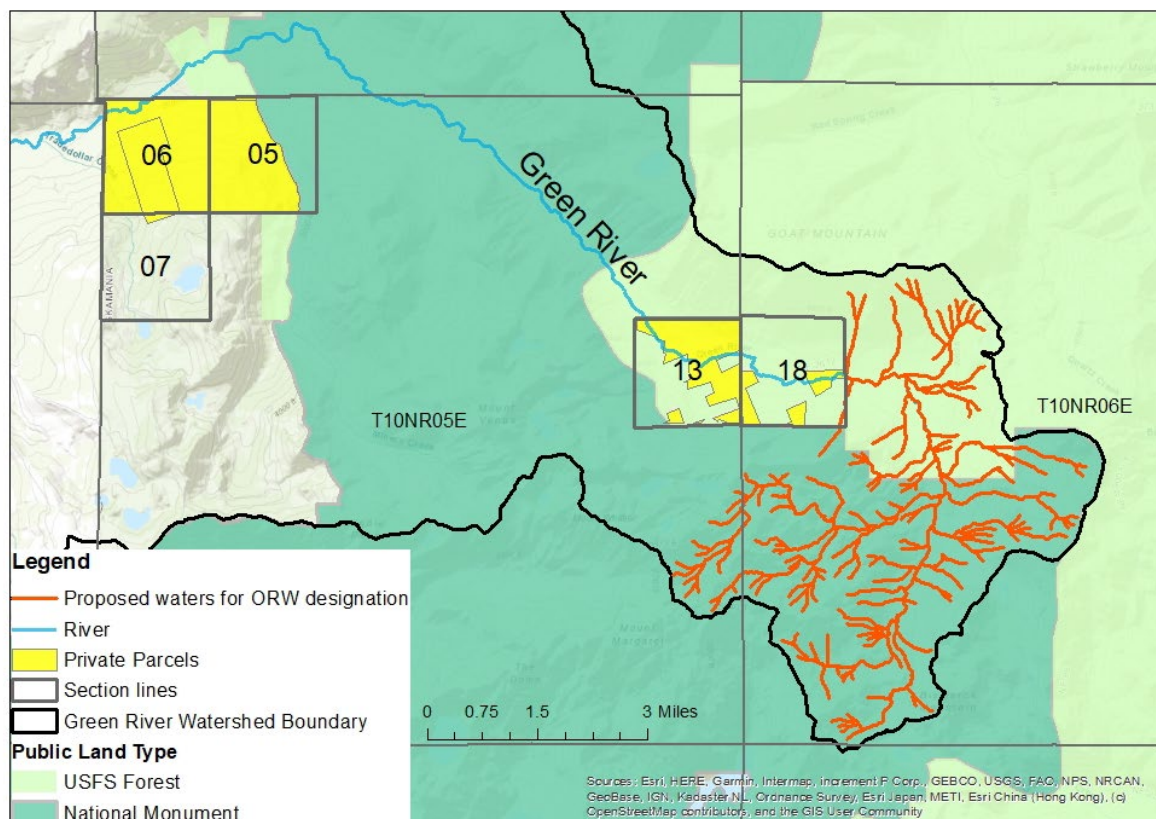 06
05
07
Green River
GOAT MOUNTAIN
13
18
T10NR05E
T10NR06E
Legend
Proposed waters for ORW designation
River
Private Parcels
Section lines
Green River Watershed Boundary
Public Land Type
USFS Forest
National Monument
0 0.75 1.5 3 Miles
Sources: Esri, HERE, Garmin, Intermap, increment P Corp., GEBCO, USGS, FAO, NPS, NRCAN,
GeoBase, IGN, Kadaster NL, Ordnance Survey, Esri Japan, METI, Esri China (Hong Kong), (c)
OpenStreetMap contributors, and the GIS User Community